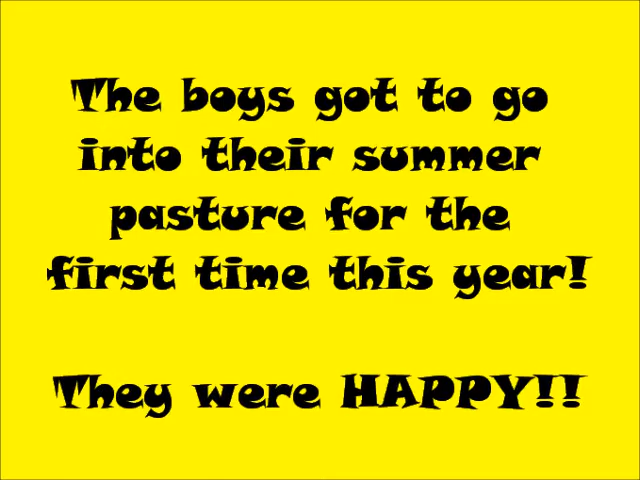 The boys got to go
into their summer
pasture for the
first time this year!
They were HAPPY!!